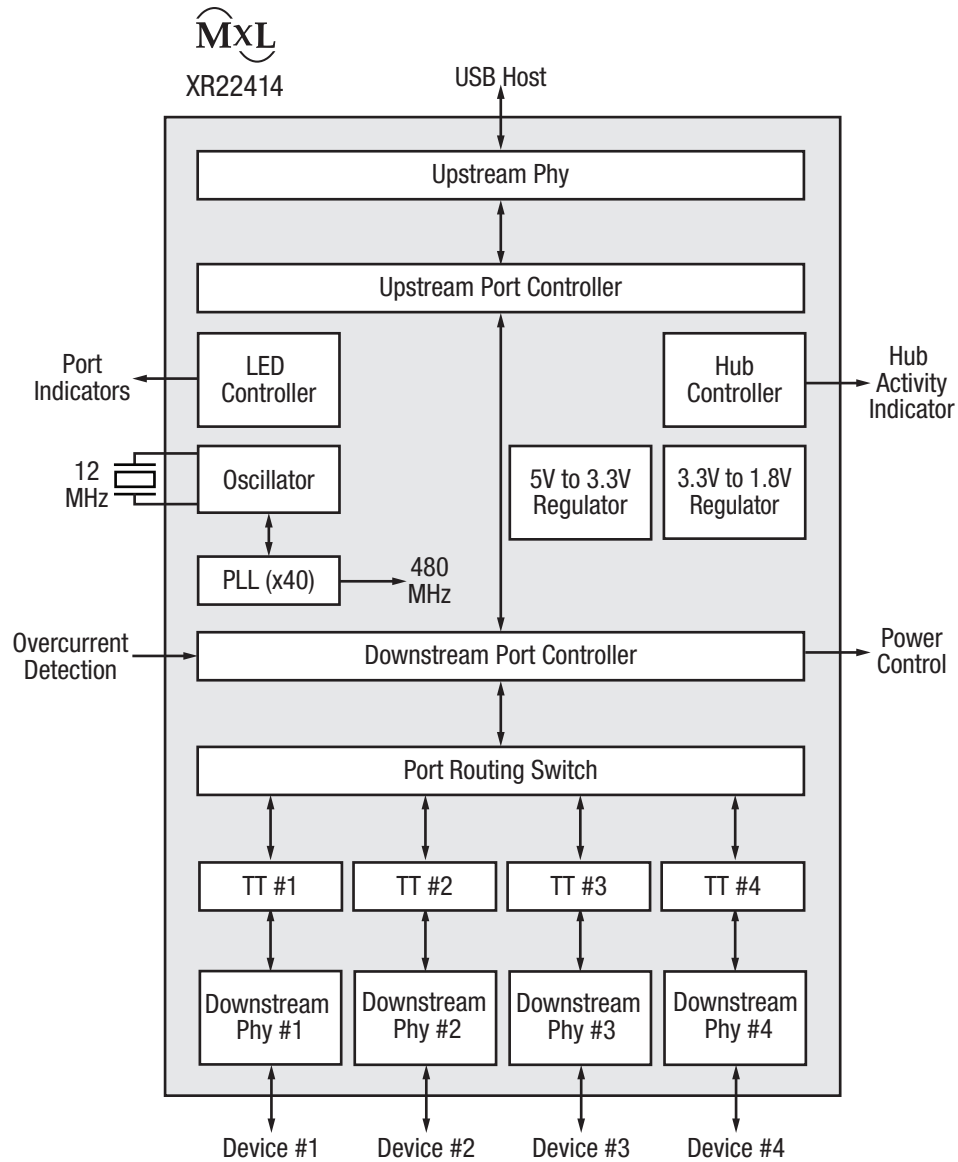 MxL
XR22414
USB Host
Upstream Phy
Upstream Port Controller
Port
Indicators
LED
Controller
Hub
Controller
Hub
Activity
Indicator
12
MHz
Oscillator
5V to 3.3V
Regulator
3.3V to 1.8V
Regulator
PLL (x40)
480
MHz
Overcurrent
Detection
Downstream Port Controller
Power
Control
Port Routing Switch
TT #1
TT #2
TT #3
TT #4
Downstream
Phy #1
Downstream
Phy #2
Downstream
Phy #3
Downstream
Phy #4
Device #1
Device #2
Device #3
Device #4